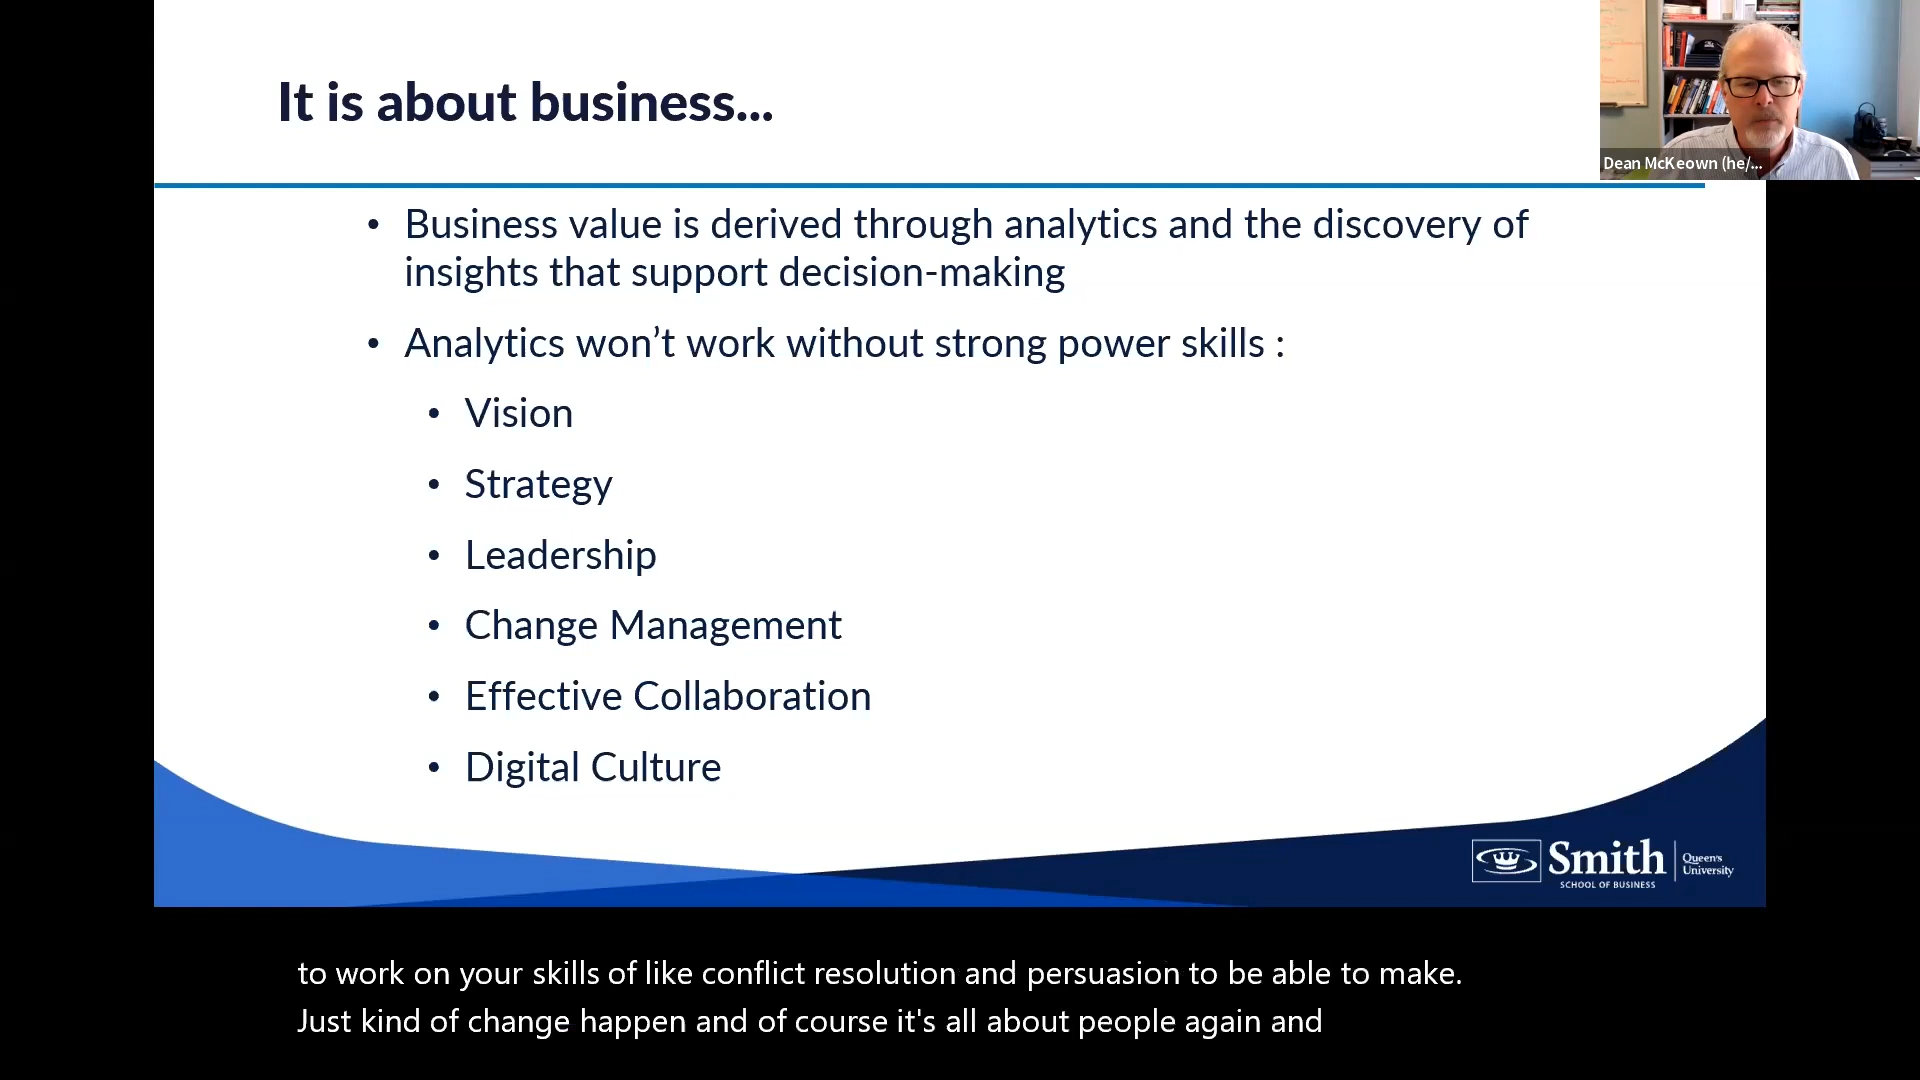 It is about business...
Dean McKeown (he/...
• Business value is derived through analytics and the discovery of
insights that support decision-making
• Analytics won’t work without strong power skills :
• Vision
• Strategy
• Leadership
• Change Management
• Effective Collaboration
• Digital Culture
Smith
SCHOOL OF BUSINESS
Queen's
University
to work on your skills of like conflict resolution and persuasion to be able to make.
Just kind of change happen and of course it's all about people again and